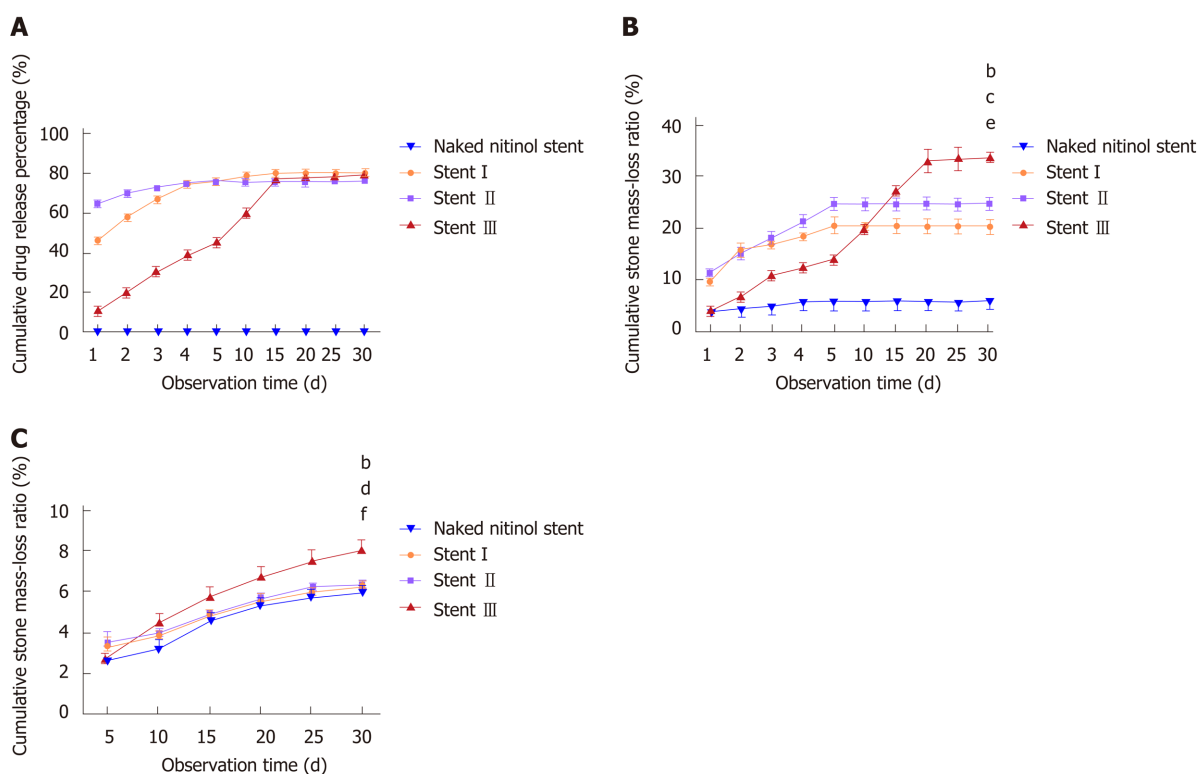 A
Cumulative drug release percentage (%)
100
80
60
40
20
0
1 2 3 4 5 10 15 20 25 30
Observation time (d)
Naked nitinol stent
Stent Ⅰ
Stent Ⅱ
Stent Ⅲ
B
Cumulative stone mass-loss ratio (%)
b
c
e
40
30
20
10
0
1 2 3 4 5 10 15 20 25 30
Observation time (d)
Naked nitinol stent
Stent Ⅰ
Stent Ⅱ
Stent Ⅲ
C
Cumulative stone mass-loss ratio (%)
b
d
f
10
8
6
4
2
0
5 10 15 20 25 30
Observation time (d)
Naked nitinol stent
Stent Ⅰ
Stent Ⅱ
Stent Ⅲ